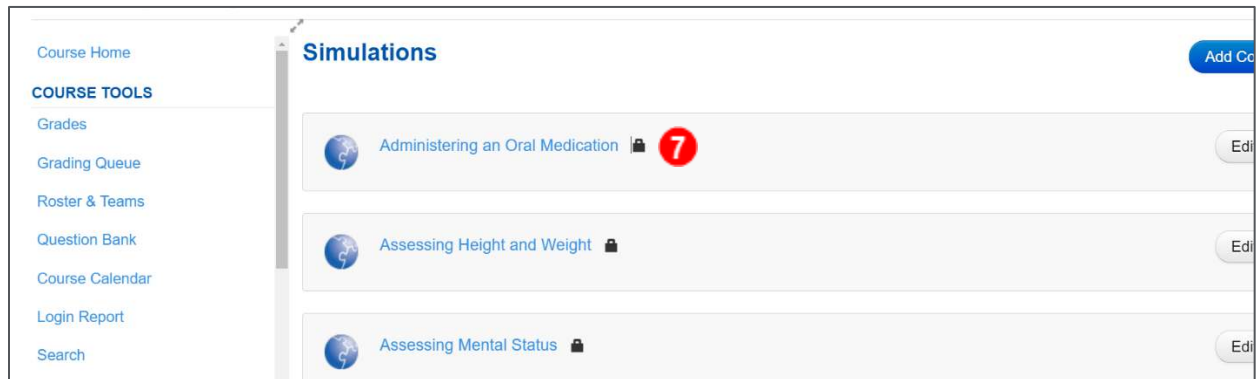 Course Home
COURSE TOOLS
Grades
Grading Queue
Roster & Teams
Question Bank
Course Calendar
Login Report
Search
Simulations
Add Co
Administering an Oral Medication 7
Edi
Assessing Height and Weight
Edi
Assessing Mental Status
Edi